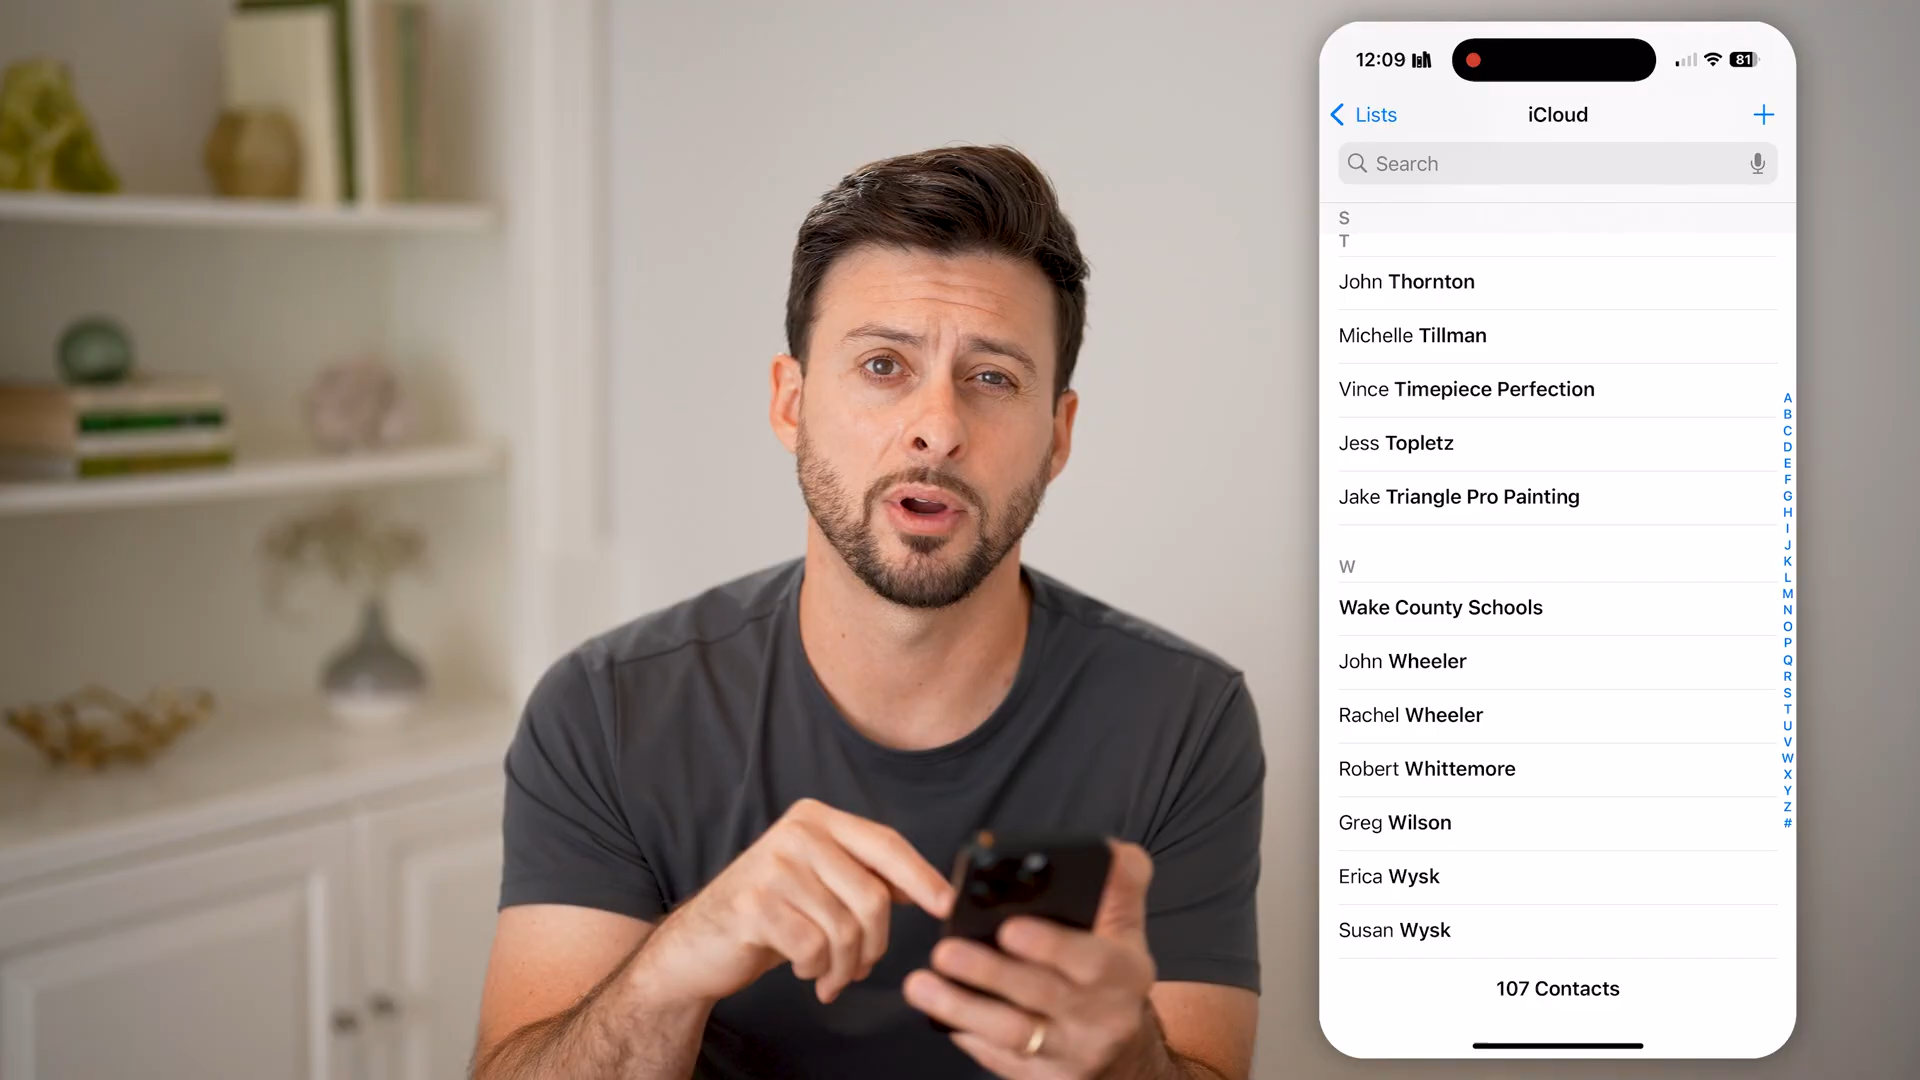 12:09
81
Lists
iCloud
Search
S
T
John Thornton
Michelle Tillman
Vince Timepiece Perfection
Jess Topletz
Jake Triangle Pro Painting
W
Wake County Schools
John Wheeler
Rachel Wheeler
Robert Whittemore
Greg Wilson
Erica Wysk
Susan Wysk
107 Contacts
A
B
C
D
E
F
G
H
I
J
K
L
M
N
O
P
Q
R
S
T
U
V
W
X
Y
Z
#